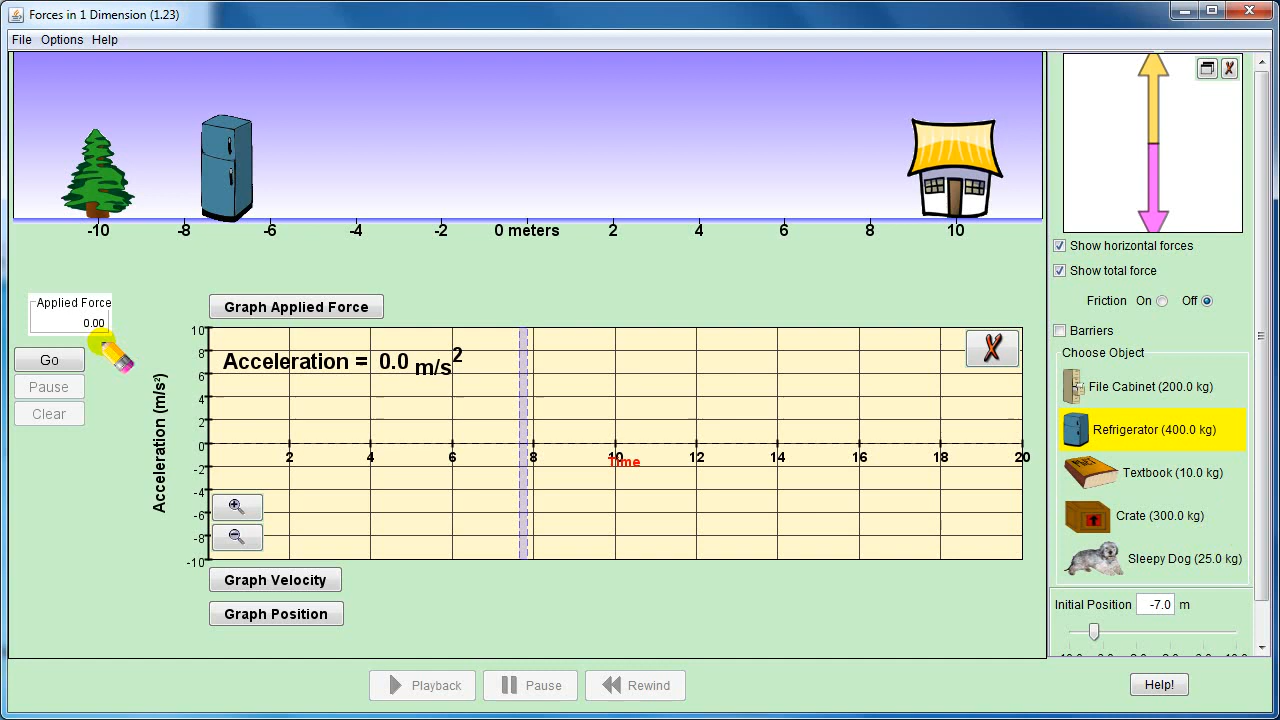 Forces in 1 Dimension (1.23)
File Options Help
-10 -8 -6 -4 -2 0 meters 2 4 6 8 10
Show horizontal forces
Show total force
Friction On Off
Barriers
Choose Object
File Cabinet (200.0 kg)
Refrigerator (400.0 kg)
Textbook (10.0 kg)
Crate (300.0 kg)
Sleepy Dog (25.0 kg)
Initial Position -7.0 m
Applied Force
0.00
Go
Pause
Clear
Graph Applied Force
Acceleration = 0.0 m/s²
Acceleration (m/s²)
10
8
6
4
2
0
-2
-4
-6
-8
-10
2 4 6 8 10 12 14 16 18 20
Time
Graph Velocity
Graph Position
Playback Pause Rewind
Help!